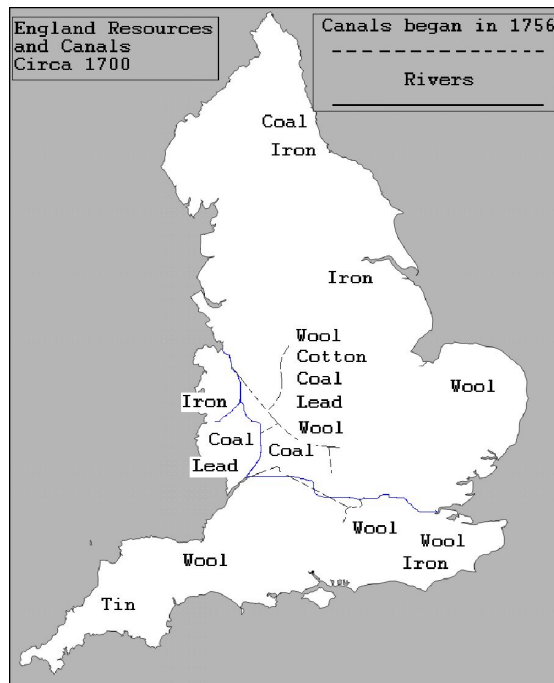 England Resources
and Canals
Circa 1700
Canals began in 1756
Rivers
Coal
Iron
Iron
Wool
Cotton
Coal
Lead
Wool
Wool
Iron
Coal
Coal
Lead
Wool
Wool
Wool
Iron
Tin